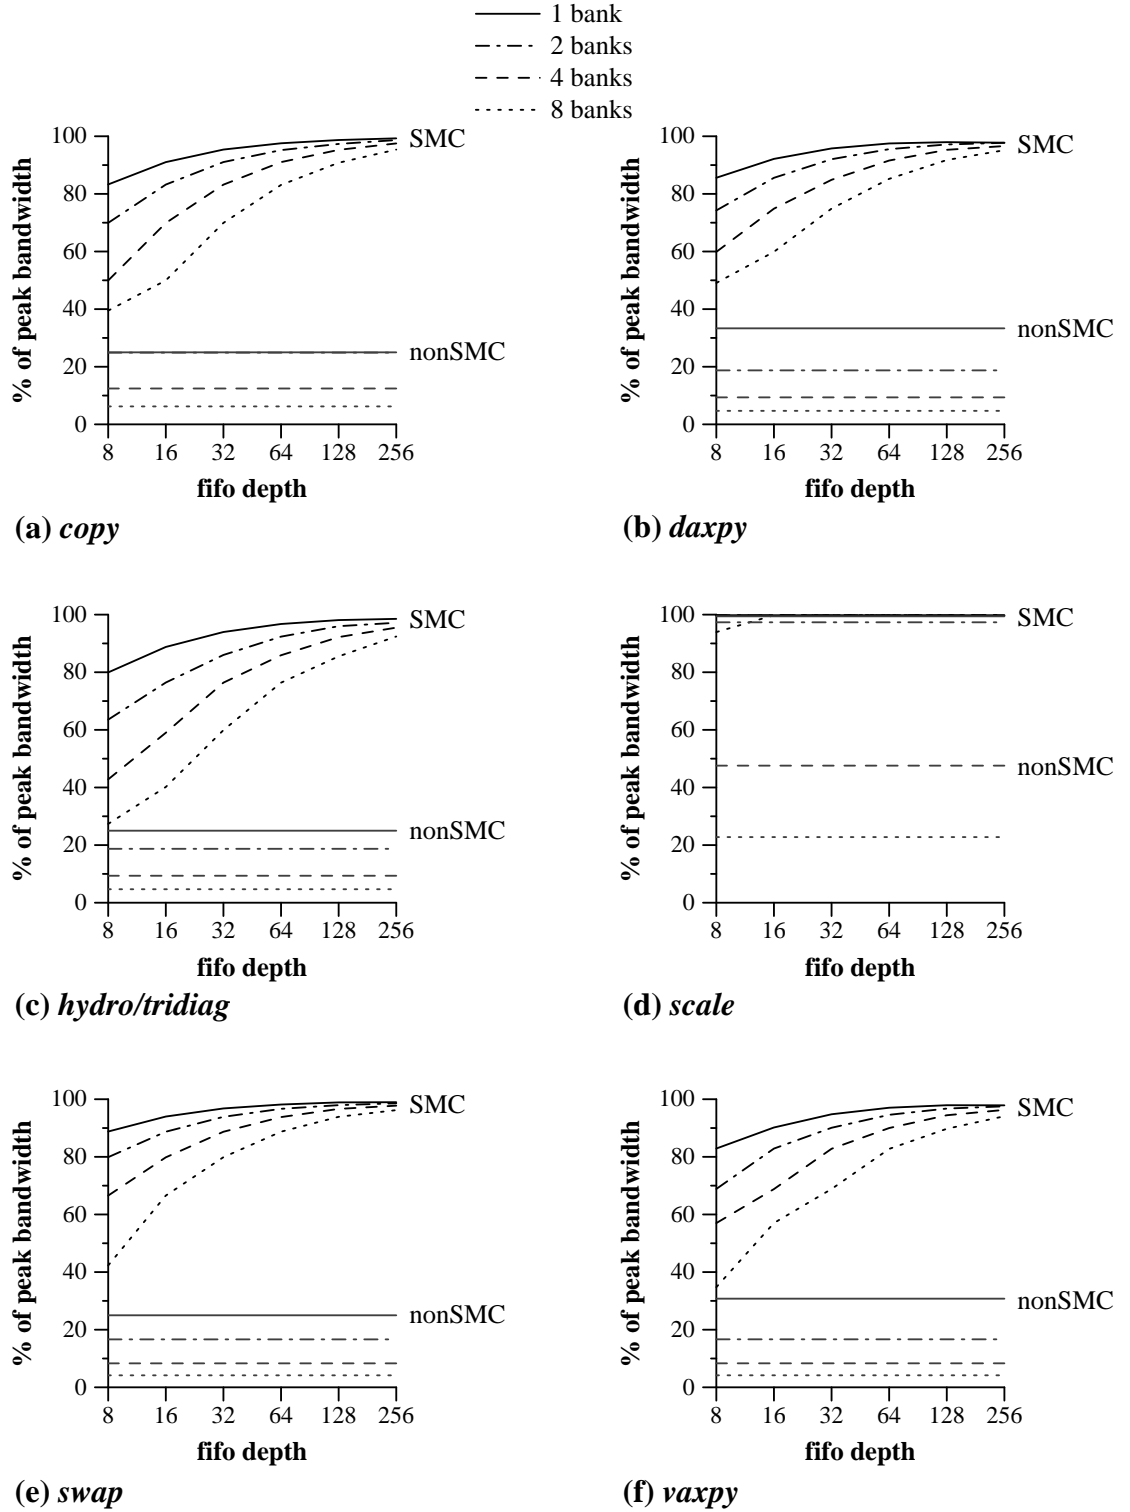 1 bank
2 banks
4 banks
8 banks
% of peak bandwidth
100
80
60
40
20
0
SMC
nonSMC
8 16 32 64 128 256
fifo depth
(a) copy
% of peak bandwidth
100
80
60
40
20
0
SMC
nonSMC
8 16 32 64 128 256
fifo depth
(b) daxpy
% of peak bandwidth
100
80
60
40
20
0
SMC
nonSMC
8 16 32 64 128 256
fifo depth
(c) hydro/tridiag
% of peak bandwidth
100
80
60
40
20
0
SMC
nonSMC
8 16 32 64 128 256
fifo depth
(d) scale
% of peak bandwidth
100
80
60
40
20
0
SMC
nonSMC
8 16 32 64 128 256
fifo depth
(e) swap
% of peak bandwidth
100
80
60
40
20
0
SMC
nonSMC
8 16 32 64 128 256
fifo depth
(f) vaxpy